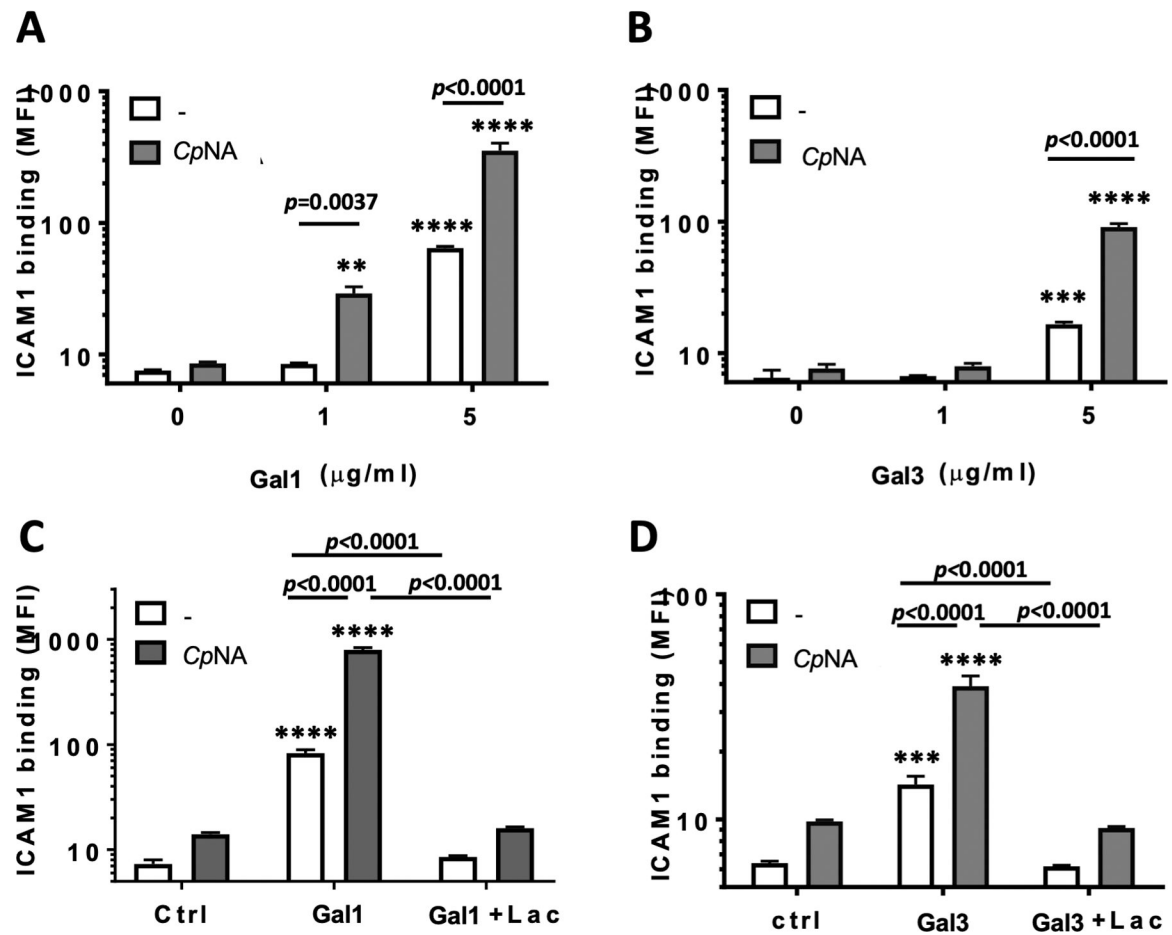 A
ICAM1 binding (MFI)
1000
100
10
-
CpNA
p=0.0037
**
p<0.0001
****
****
0 1 5
Gal1 (μg/ml)
B
ICAM1 binding (MFI)
1000
100
10
-
CpNA
p<0.0001
***
****
0 1 5
Gal3 (μg/ml)
C
ICAM1 binding (MFI)
1000
100
10
-
CpNA
p<0.0001
p<0.0001 p<0.0001
****
****
Ctrl Gal1 Gal1 +Lac
D
ICAM1 binding (MFI)
100
10
-
CpNA
p<0.0001
p<0.0001 p<0.0001
****
***
ctrl Gal3 Gal3 +Lac